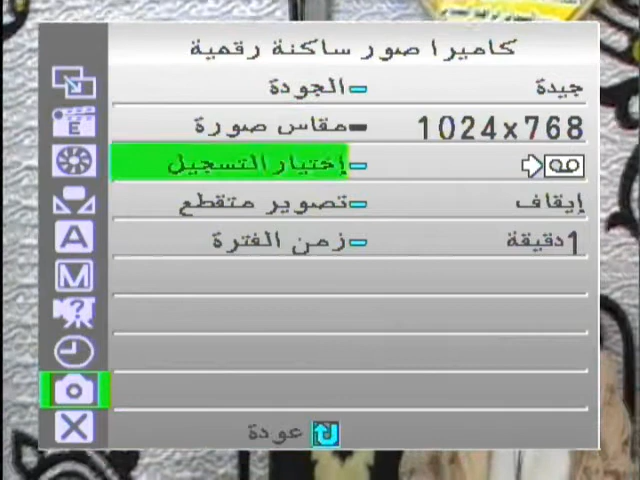 كاميرا صور ساكنة رقمية
الجودة جيدة
مقاس صورة 1024x768
إختيار التسجيل
تصوير متقطع إيقاف
زمن الفترة 1دقيقة
E
A
M
?
عودة